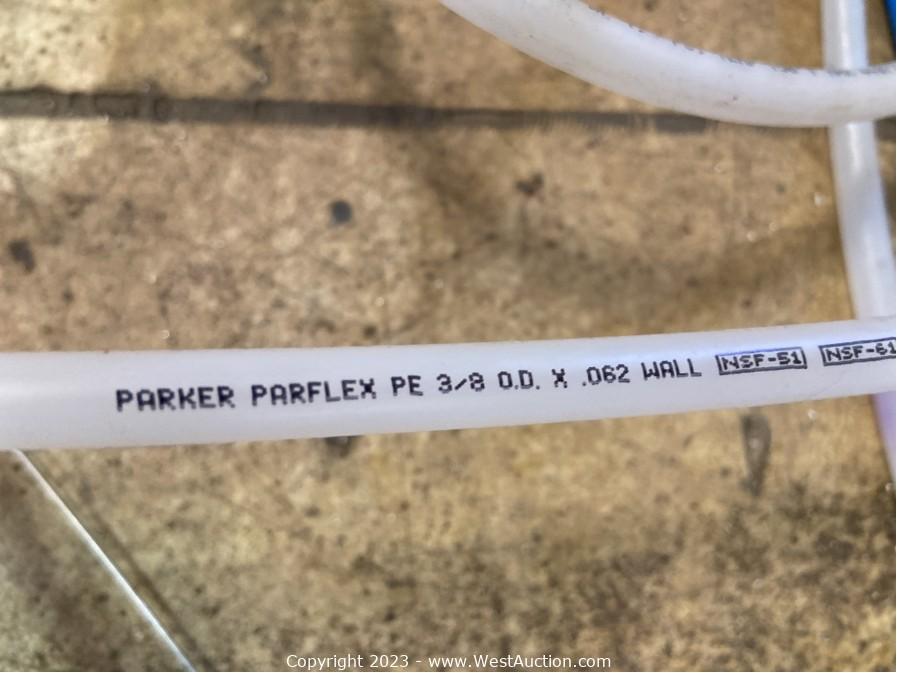 PARKER PARFLEX PE 3/8 O.D. X .062 WALL NSF-51 NSF-61
Copyright 2023 - www.WestAuction.com